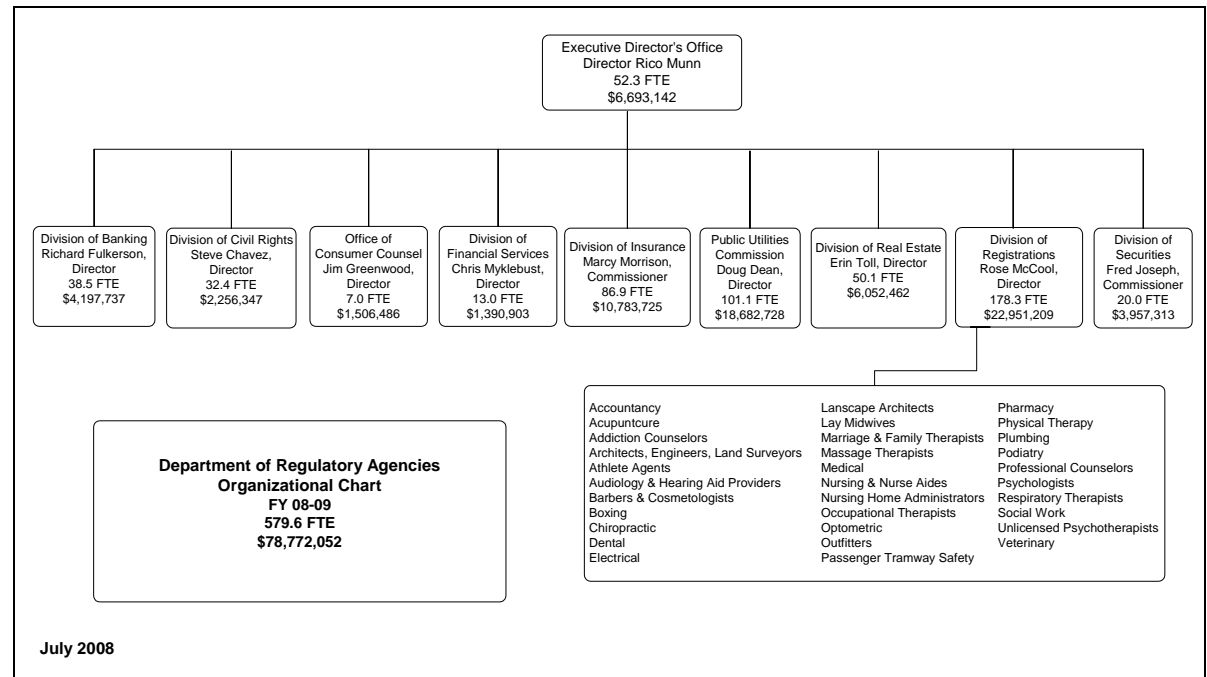 Executive Director's Office
Director Rico Munn
52.3 FTE
$6,693,142
Division of Banking
Richard Fulkerson,
Director
38.5 FTE
$4,197,737
Division of Civil Rights
Steve Chavez,
Director
32.4 FTE
$2,256,347
Office of
Consumer Counsel
Jim Greenwood,
Director
7.0 FTE
$1,506,486
Division of
Financial Services
Chris Myklebust,
Director
13.0 FTE
$1,390,903
Division of Insurance
Marcy Morrison,
Commissioner
86.9 FTE
$10,783,725
Public Utilities
Commission
Doug Dean,
Director
101.1 FTE
$18,682,728
Division of Real Estate
Erin Toll, Director
50.1 FTE
$6,052,462
Division of
Registrations
Rose McCool,
Director
178.3 FTE
$22,951,209
Division of
Securities
Fred Joseph,
Commissioner
20.0 FTE
$3,957,313
Accountancy
Acupuntcure
Addiction Counselors
Architects, Engineers, Land Surveyors
Athlete Agents
Audiology & Hearing Aid Providers
Barbers & Cosmetologists
Boxing
Chiropractic
Dental
Electrical
Lanscape Architects
Lay Midwives
Marriage & Family Therapists
Massage Therapists
Medical
Nursing & Nurse Aides
Nursing Home Administrators
Occupational Therapists
Optometric
Outfitters
Passenger Tramway Safety
Pharmacy
Physical Therapy
Plumbing
Podiatry
Professional Counselors
Psychologists
Respiratory Therapists
Social Work
Unlicensed Psychotherapists
Veterinary
Department of Regulatory Agencies
Organizational Chart
FY 08-09
579.6 FTE
$78,772,052
July 2008